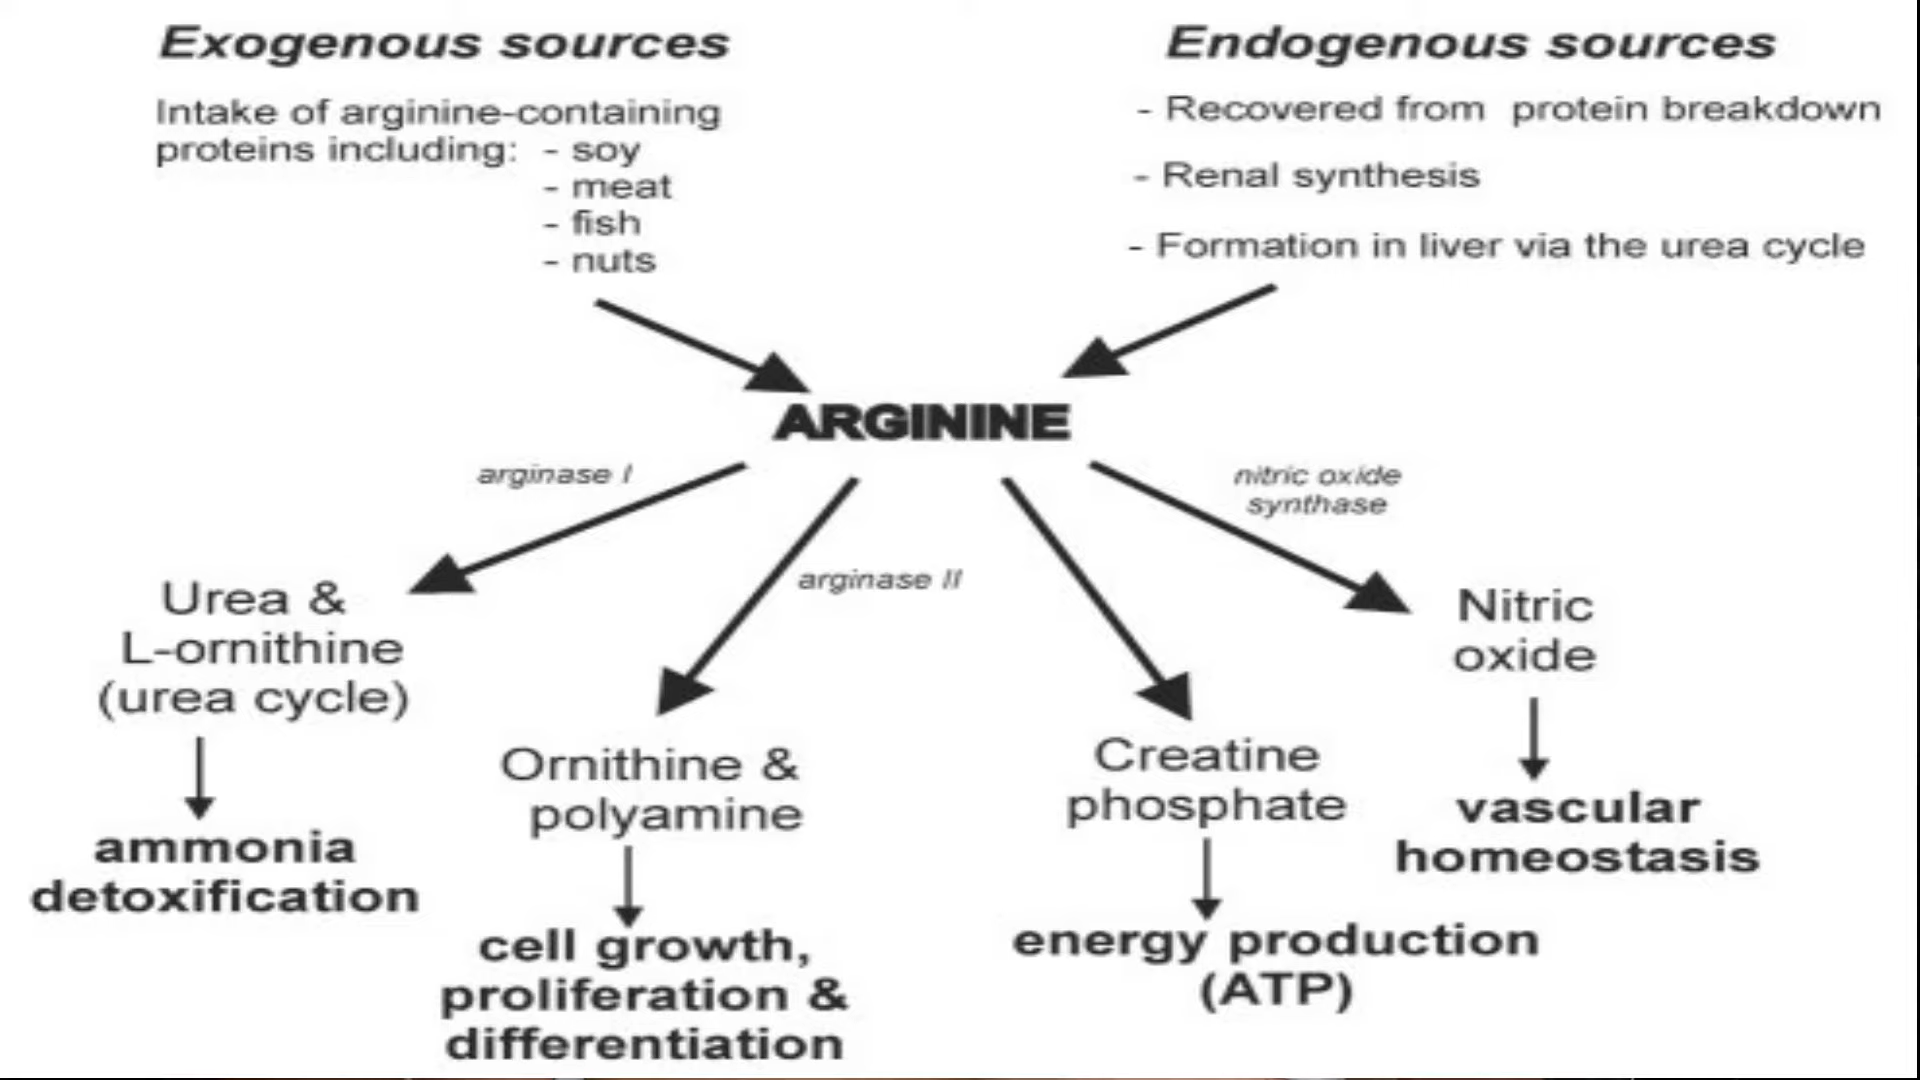 Exogenous sources
Intake of arginine-containing
proteins including: - soy
- meat
- fish
- nuts
Endogenous sources
- Recovered from protein breakdown
- Renal synthesis
- Formation in liver via the urea cycle
ARGININE
arginase I
arginase II
nitric oxide
synthase
Urea &
L-ornithine
(urea cycle)
ammonia
detoxification
Ornithine &
polyamine
cell growth,
proliferation &
differentiation
Creatine
phosphate
energy production
(ATP)
Nitric
oxide
vascular
homeostasis